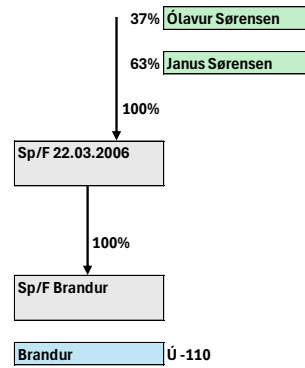 37% Ólavur Sørensen
63% Janus Sørensen
100%
Sp/F 22.03.2006
100%
Sp/F Brandur
Brandur Ú -110